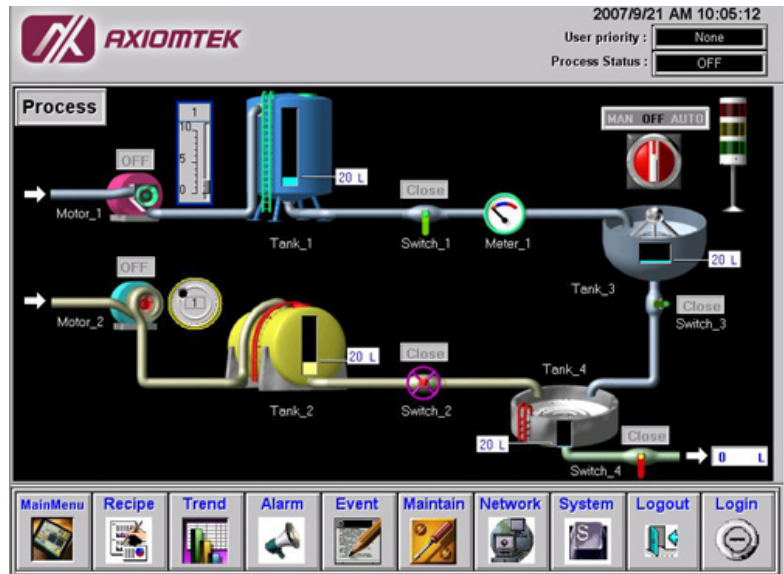 AXIOMTEK
2007/9/21 AM 10:05:12
User priority : None
Process Status : OFF
Process
1
10
5
0
OFF
Motor_1
20 L
Tank_1
Close
Switch_1
Meter_1
MAN OFF AUTO
20 L
Tank_3
Close
Switch_3
OFF
1
Motor_2
20 L
Tank_2
Close
Switch_2
Tank_4
20 L
Close
Switch_4
0 L
MainMenu Recipe Trend Alarm Event Maintain Network System Logout Login
S